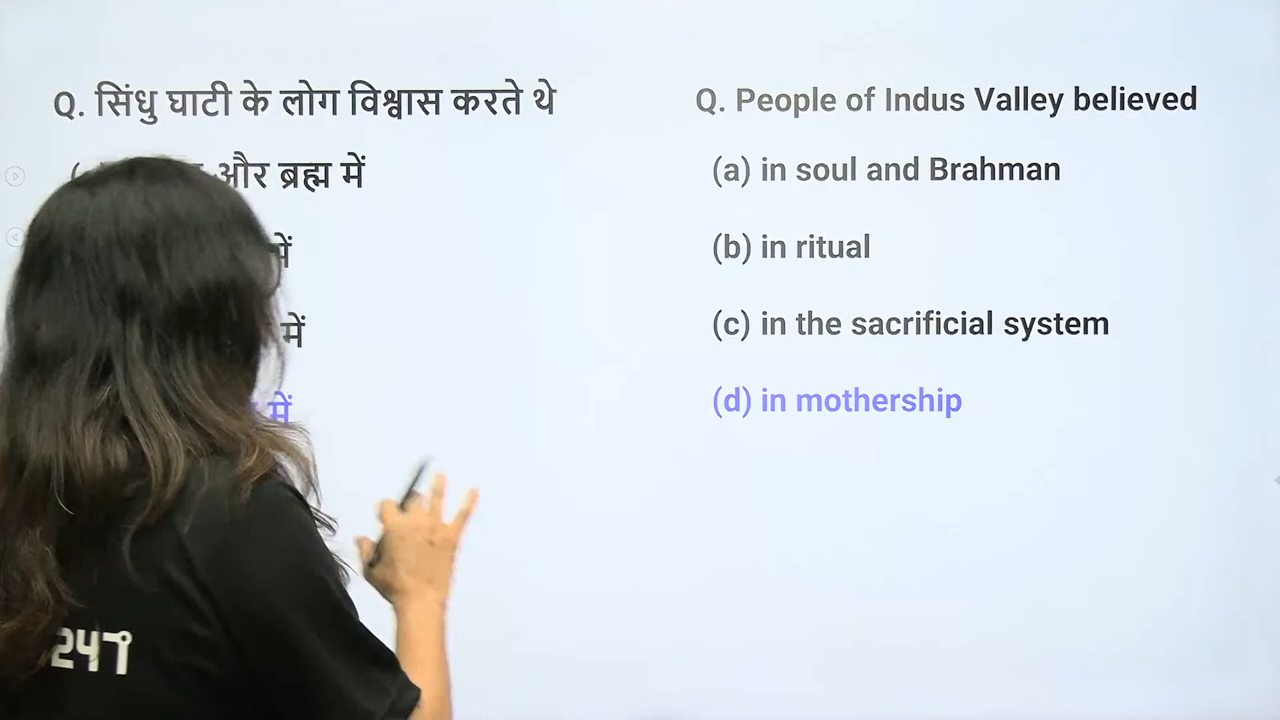 Q. सिंधु घाटी के लोग विश्वास करते थे
और ब्रह्म में
में
में
में
Q. People of Indus Valley believed
(a) in soul and Brahman
(b) in ritual
(c) in the sacrificial system
(d) in mothership
247